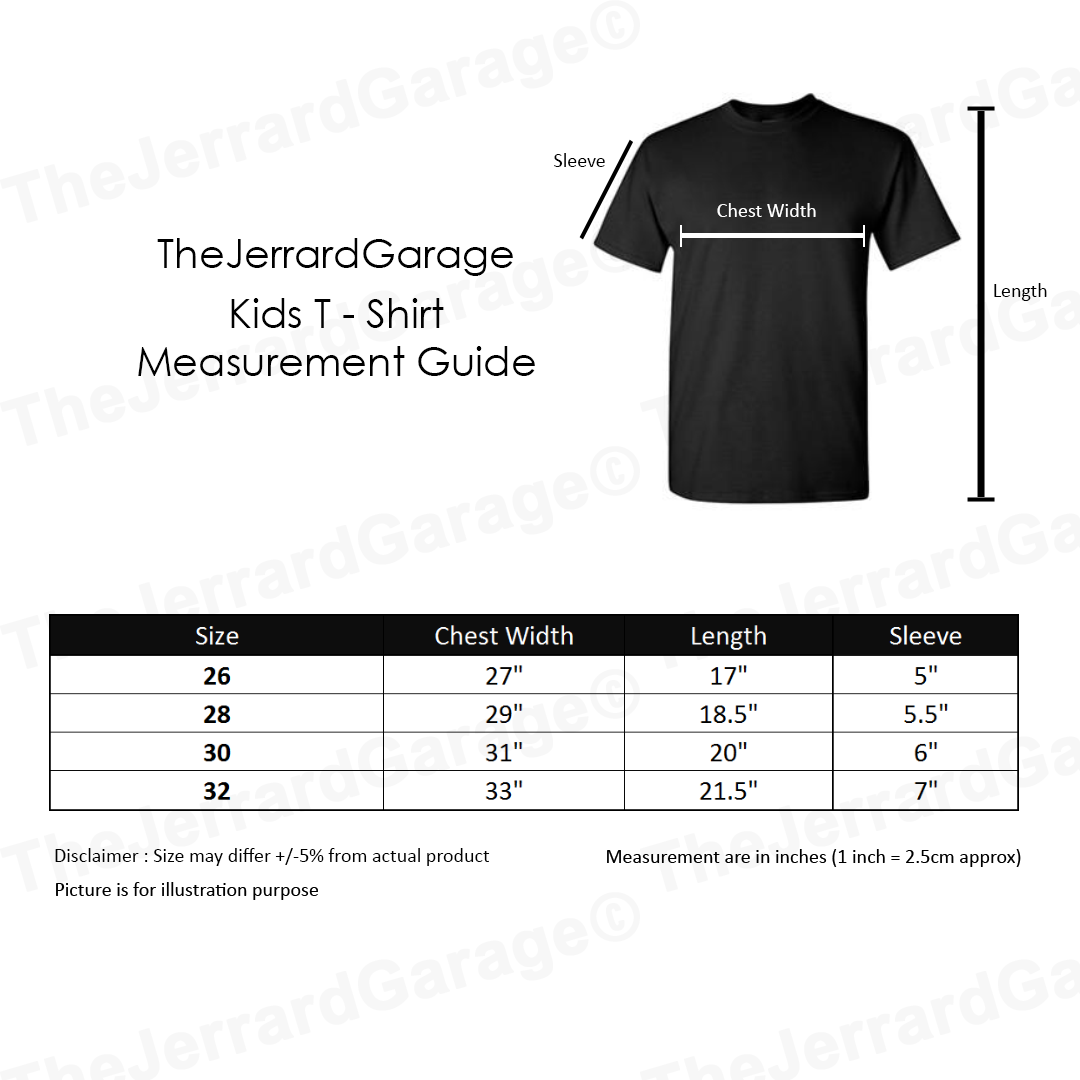 TheJerrardGarage©
Sleeve
Chest Width
Length
TheJerrardGarage
Kids T - Shirt
Measurement Guide
Size Chest Width Length Sleeve
26 27" 17" 5"
28 29" 18.5" 5.5"
30 31" 20" 6"
32 33" 21.5" 7"
Disclaimer : Size may differ +/-5% from actual product
Measurement are in inches (1 inch = 2.5cm approx)
Picture is for illustration purpose